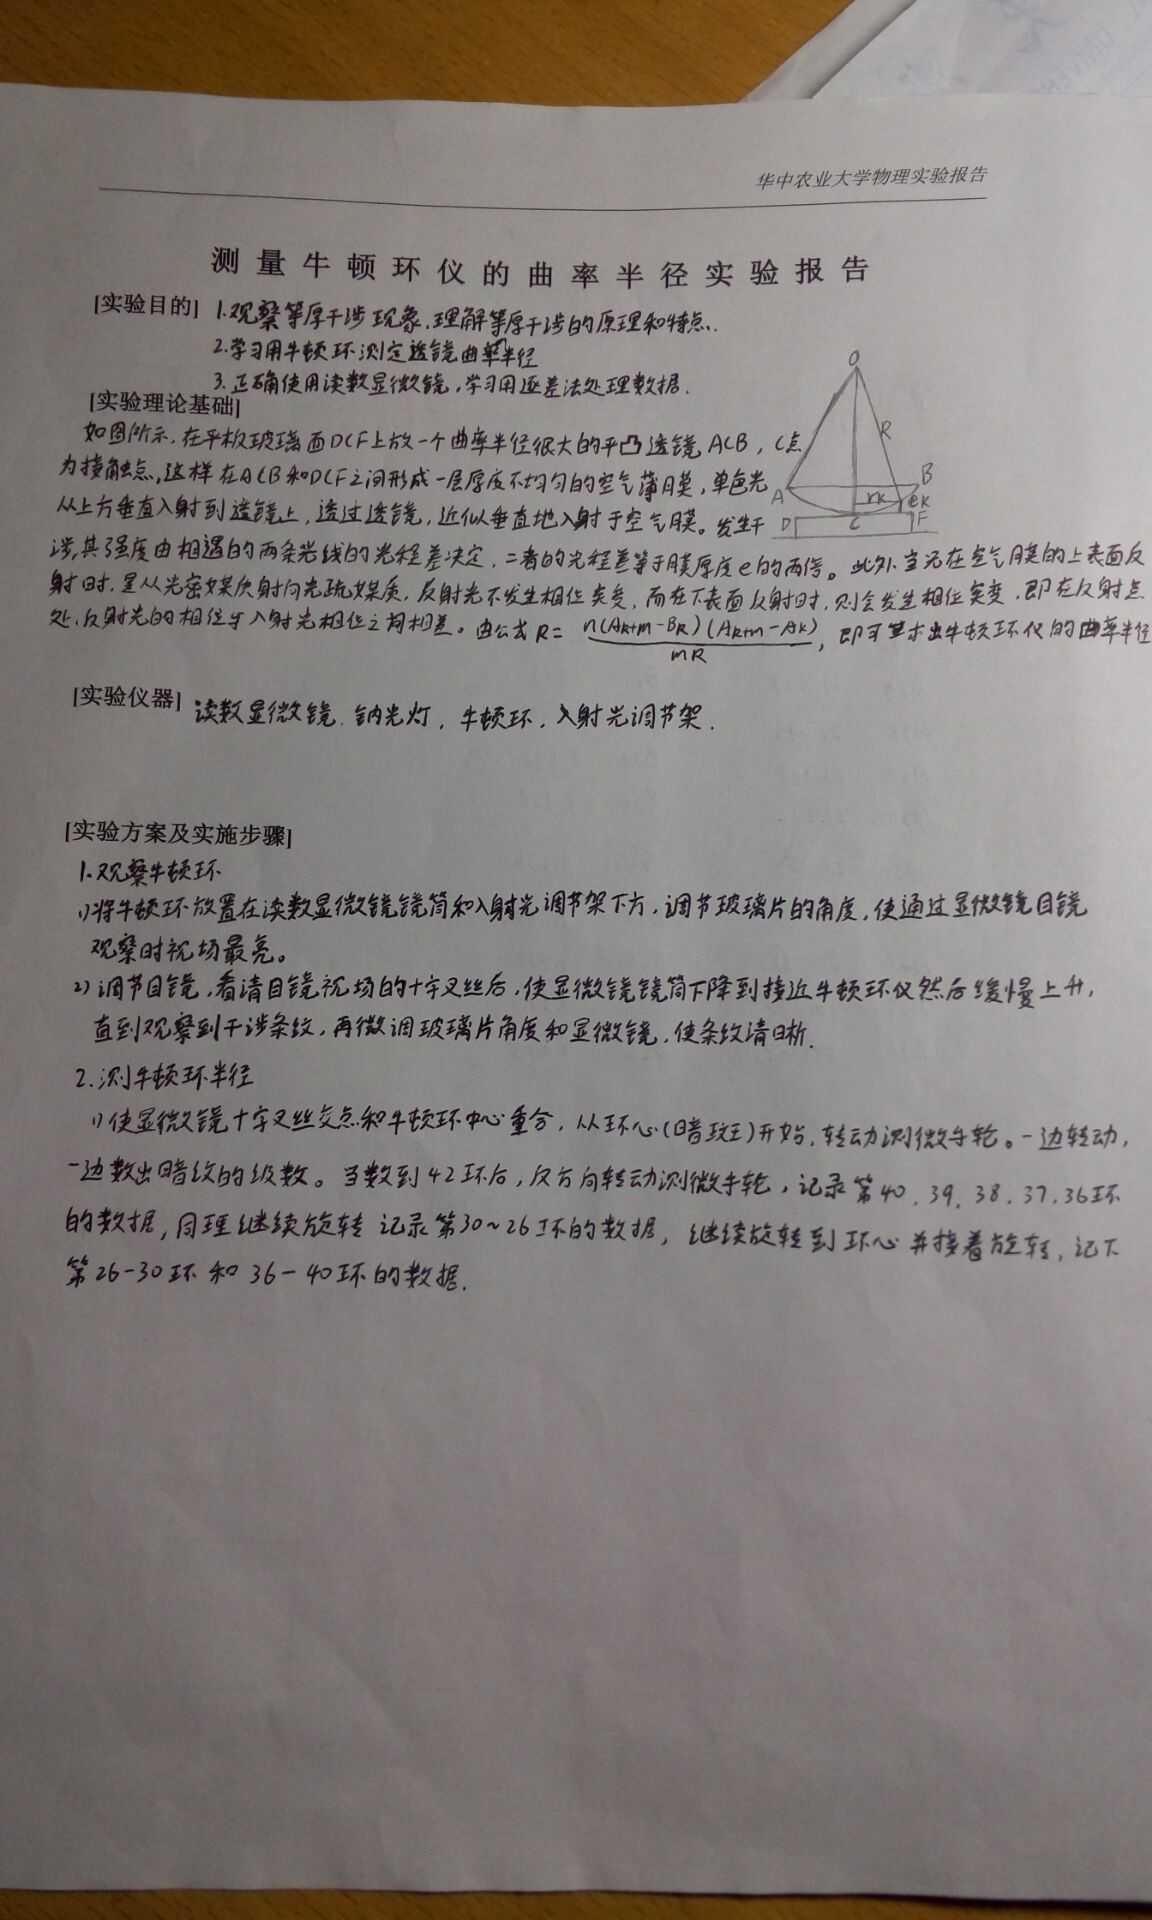 华中农业大学物理实验报告
测量牛顿环仪的曲率半径实验报告
[实验目的] 1.观察等厚干涉现象,理解等厚干涉的原理和特点.
2.学习用牛顿环测定透镜曲率半径
3.正确使用读数显微镜,学习用逐差法处理数据.
[实验理论基础]
如图所示,在平板玻璃面DCF上放一个曲率半径很大的平凸透镜ACB,C点
为接触点,这样在ACB和DCF之间形成一层厚度不均匀的空气薄膜,单色光
从上方垂直入射到透镜上,透过透镜,近似垂直地入射于空气膜。发生干
涉,其强度由相遇的两条光线的光程差决定,二者的光程差等于膜厚度e的两倍。此外,当光在空气膜的上表面反
射时,是从光密媒质射向光疏媒质,反射光不发生相位突变,而在下表面反射时,则会发生相位突变,即在反射点
处,反射光的相位与入射光相位之间相差。由公式R= n(Ak+m-BR)(Ak+m-Ak)/mR,即可算求出牛顿环仪的曲率半径
O
R
A
B
rk
ek
D
C
F
[实验仪器] 读数显微镜.钠光灯,牛顿环,入射光调节架.
[实验方案及实施步骤]
1.观察牛顿环
1)将牛顿环放置在读数显微镜镜筒和入射光调节架下方,调节玻璃片的角度,使通过显微镜目镜
观察时视场最亮。
2)调节目镜,看清目镜视场的十字叉丝后,使显微镜镜筒下降到接近牛顿环仪然后缓慢上升,
直到观察到干涉条纹,再微调玻璃片角度和显微镜,使条纹清晰.
2.测牛顿环半径
1)使显微镜十字叉丝交点和牛顿环中心重合,从环心(暗斑)开始,转动测微手轮。一边转动,
一边数出暗纹的级数。当数到42环后,反方向转动测微手轮,记录第40.39.38.37.36环
的数据,同理继续旋转记录第30~26环的数据,继续旋转到环心并接着旋转,记下
第26-30环和36-40环的数据.